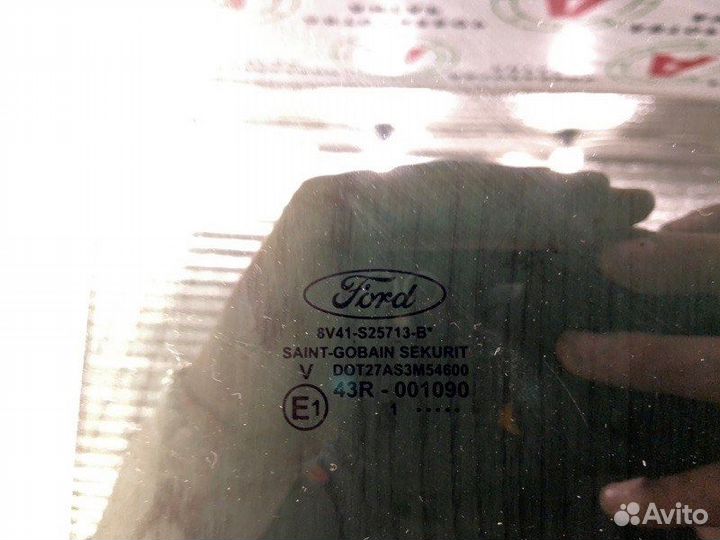 Ford
8V41-S25713-B*
SAINT-GOBAIN SEKURIT
V DOT27AS3M54600
E1 43R - 001090
1 .....
Avito